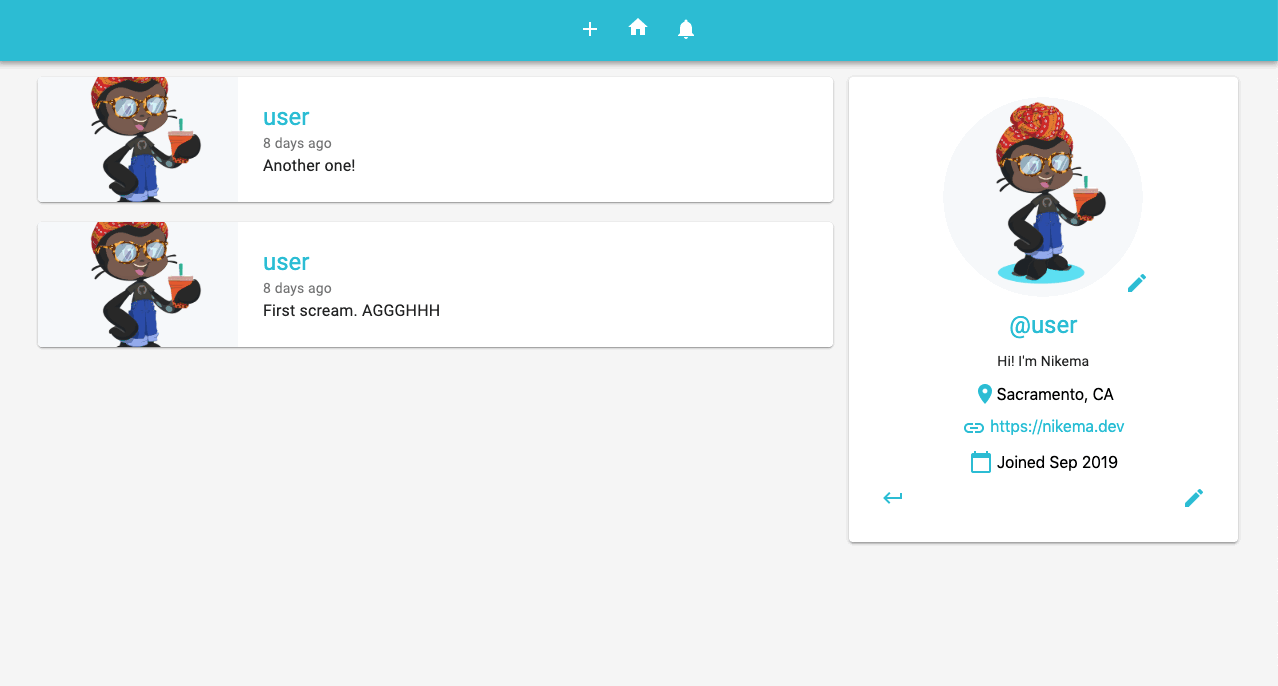 user
8 days ago
Another one!
user
8 days ago
First scream. AGGGHHH
@user
Hi! I'm Nikema
Sacramento, CA
https://nikema.dev
Joined Sep 2019